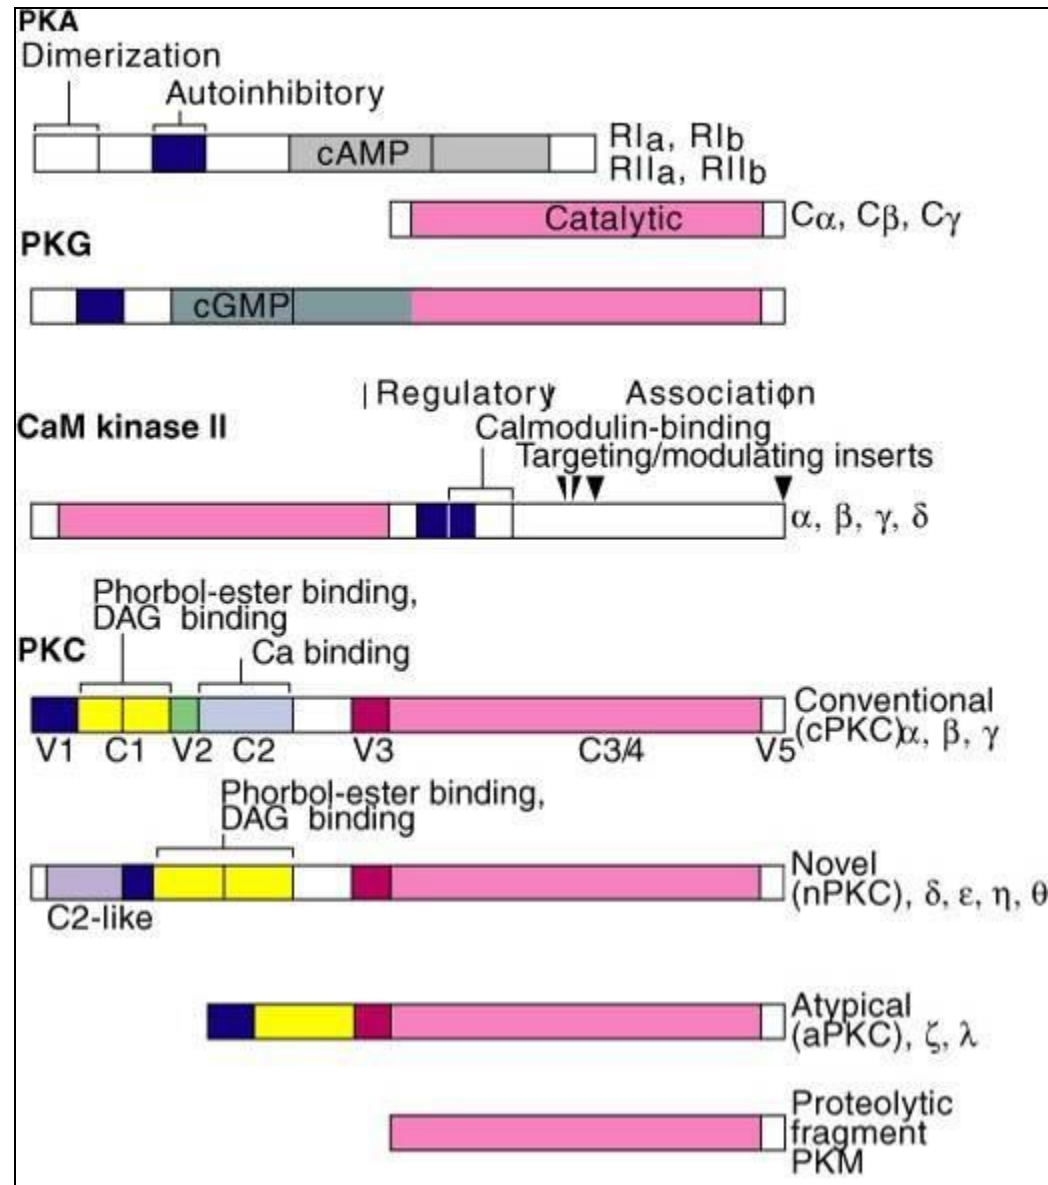 PKA
Dimerization
Autoinhibitory
cAMP
RIa, RIb
RIIa, RIIb
Catalytic
Cα, Cβ, Cγ
PKG
cGMP
Regulatory
Association
CaM kinase II
Calmodulin-binding
Targeting/modulating inserts
α, β, γ, δ
Phorbol-ester binding,
DAG binding
PKC
Ca binding
Conventional
(cPKC)α, β, γ
V1 C1 V2 C2 V3 C3/4 V5
Phorbol-ester binding,
DAG binding
Novel
(nPKC), δ, ε, η, θ
C2-like
Atypical
(aPKC), ζ, λ
Proteolytic
fragment
PKM